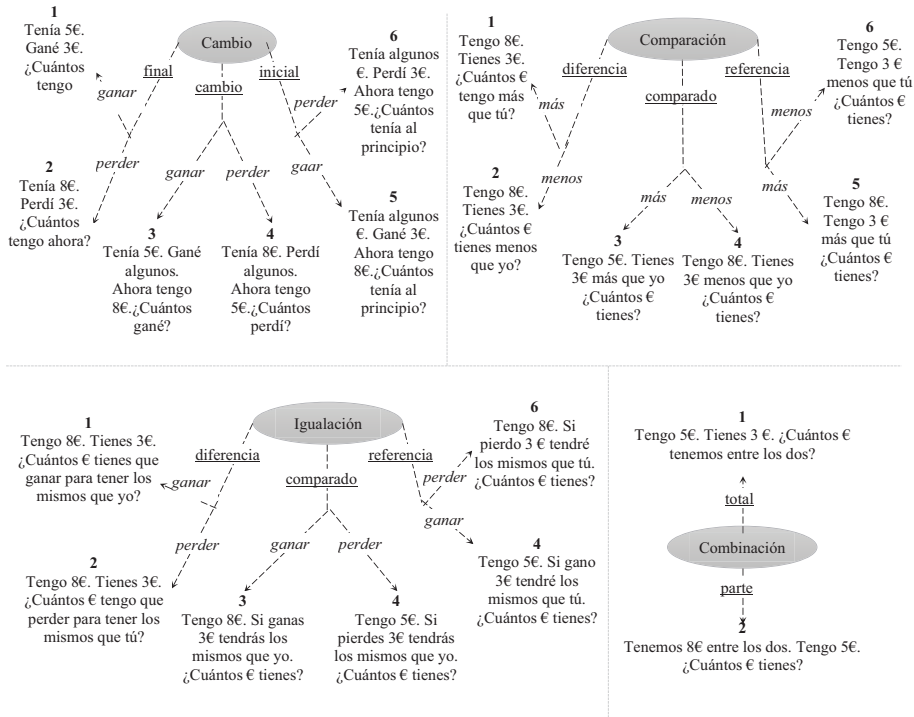 Cambio
final
cambio
inicial
1
Tenía 5€.
Gané 3€.
¿Cuántos
tengo
ganar
perder
2
Tenía 8€.
Perdí 3€.
¿Cuántos
tengo ahora?
ganar
perder
3
Tenía 5€. Gané
algunos.
Ahora tengo
8€.¿Cuántos
gané?
4
Tenía 8€. Perdí
algunos.
Ahora tengo
5€.¿Cuántos
perdí?
perder
gaar
6
Tenía algunos
€. Perdí 3€.
Ahora tengo
5€.¿Cuántos
tenía al
principio?
5
Tenía algunos
€. Gané 3€.
Ahora tengo
8€.¿Cuántos
tenía al
principio?
Comparación
diferencia
comparado
referencia
1
Tengo 8€.
Tienes 3€.
¿Cuántos €
tengo más
que tú?
más
menos
2
Tengo 8€.
Tienes 3€.
¿Cuántos €
tienes menos
que yo?
más
menos
3
Tengo 5€. Tienes
3€ más que yo
¿Cuántos €
tienes?
4
Tengo 8€. Tienes
3€ menos que yo
¿Cuántos €
tienes?
menos
más
6
Tengo 5€.
Tengo 3 €
menos que tú
¿Cuántos €
tienes?
5
Tengo 8€.
Tengo 3 €
más que tú
¿Cuántos €
tienes?
Igualación
diferencia
comparado
referencia
1
Tengo 8€. Tienes 3€.
¿Cuántos € tienes que
ganar para tener los
mismos que yo?
ganar
perder
2
Tengo 8€. Tienes 3€.
¿Cuántos € tengo que
perder para tener los
mismos que tú?
ganar
perder
3
Tengo 8€. Si ganas
3€ tendrás los
mismos que yo.
¿Cuántos € tienes?
4
Tengo 5€. Si
pierdes 3€ tendrás
los mismos que yo.
¿Cuántos € tienes?
perder
ganar
6
Tengo 8€. Si
pierdo 3 € tendré
los mismos que tú.
¿Cuántos € tienes?
4
Tengo 5€. Si gano
3€ tendré los
mismos que tú.
¿Cuántos € tienes?
1
Tengo 5€. Tienes 3 €. ¿Cuántos €
tenemos entre los dos?
total
Combinación
parte
2
Tenemos 8€ entre los dos. Tengo 5€.
¿Cuántos € tienes?